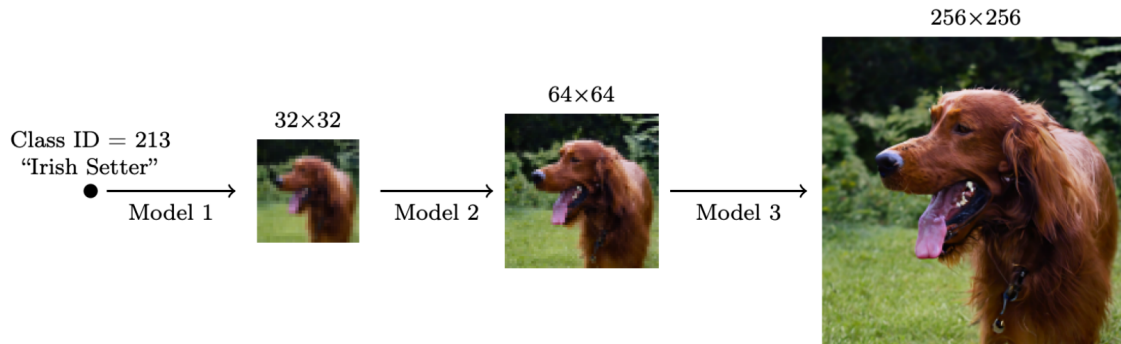 Class ID = 213
“Irish Setter”
Model 1
32×32
Model 2
64×64
Model 3
256×256